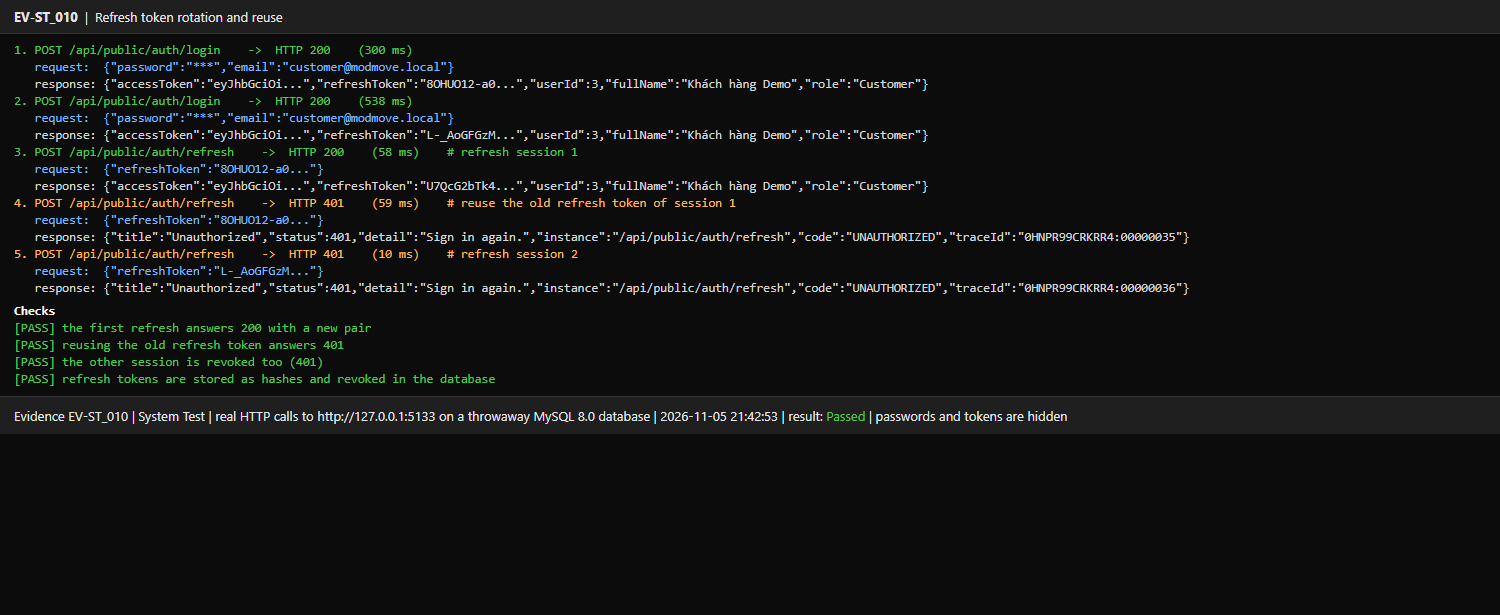 EV-ST_010 | Refresh token rotation and reuse
1. POST /api/public/auth/login -> HTTP 200 (300 ms)
request: {"password":"***","email":"customer@modmove.local"}
response: {"accessToken":"eyJhbGciOi...","refreshToken":"8OHUO12-a0...","userId":3,"fullName":"Khách hàng Demo","role":"Customer"}
2. POST /api/public/auth/login -> HTTP 200 (538 ms)
request: {"password":"***","email":"customer@modmove.local"}
response: {"accessToken":"eyJhbGciOi...","refreshToken":"L-_AoGFGzM...","userId":3,"fullName":"Khách hàng Demo","role":"Customer"}
3. POST /api/public/auth/refresh -> HTTP 200 (58 ms) # refresh session 1
request: {"refreshToken":"8OHUO12-a0..."}
response: {"accessToken":"eyJhbGciOi...","refreshToken":"U7QcG2bTk4...","userId":3,"fullName":"Khách hàng Demo","role":"Customer"}
4. POST /api/public/auth/refresh -> HTTP 401 (59 ms) # reuse the old refresh token of session 1
request: {"refreshToken":"8OHUO12-a0..."}
response: {"title":"Unauthorized","status":401,"detail":"Sign in again.","instance":"/api/public/auth/refresh","code":"UNAUTHORIZED","traceId":"0HNPR99CRKRR4:00000035"}
5. POST /api/public/auth/refresh -> HTTP 401 (10 ms) # refresh session 2
request: {"refreshToken":"L-_AoGFGzM..."}
response: {"title":"Unauthorized","status":401,"detail":"Sign in again.","instance":"/api/public/auth/refresh","code":"UNAUTHORIZED","traceId":"0HNPR99CRKRR4:00000036"}
Checks
[PASS] the first refresh answers 200 with a new pair
[PASS] reusing the old refresh token answers 401
[PASS] the other session is revoked too (401)
[PASS] refresh tokens are stored as hashes and revoked in the database
Evidence EV-ST_010 | System Test | real HTTP calls to http://127.0.0.1:5133 on a throwaway MySQL 8.0 database | 2026-11-05 21:42:53 | result: Passed | passwords and tokens are hidden